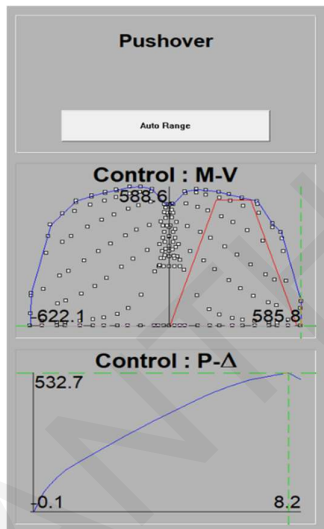 Pushover
Auto Range
Control : M-V
588.6
-622.1
585.8
Control : P-Δ
532.7
-0.1
8.2